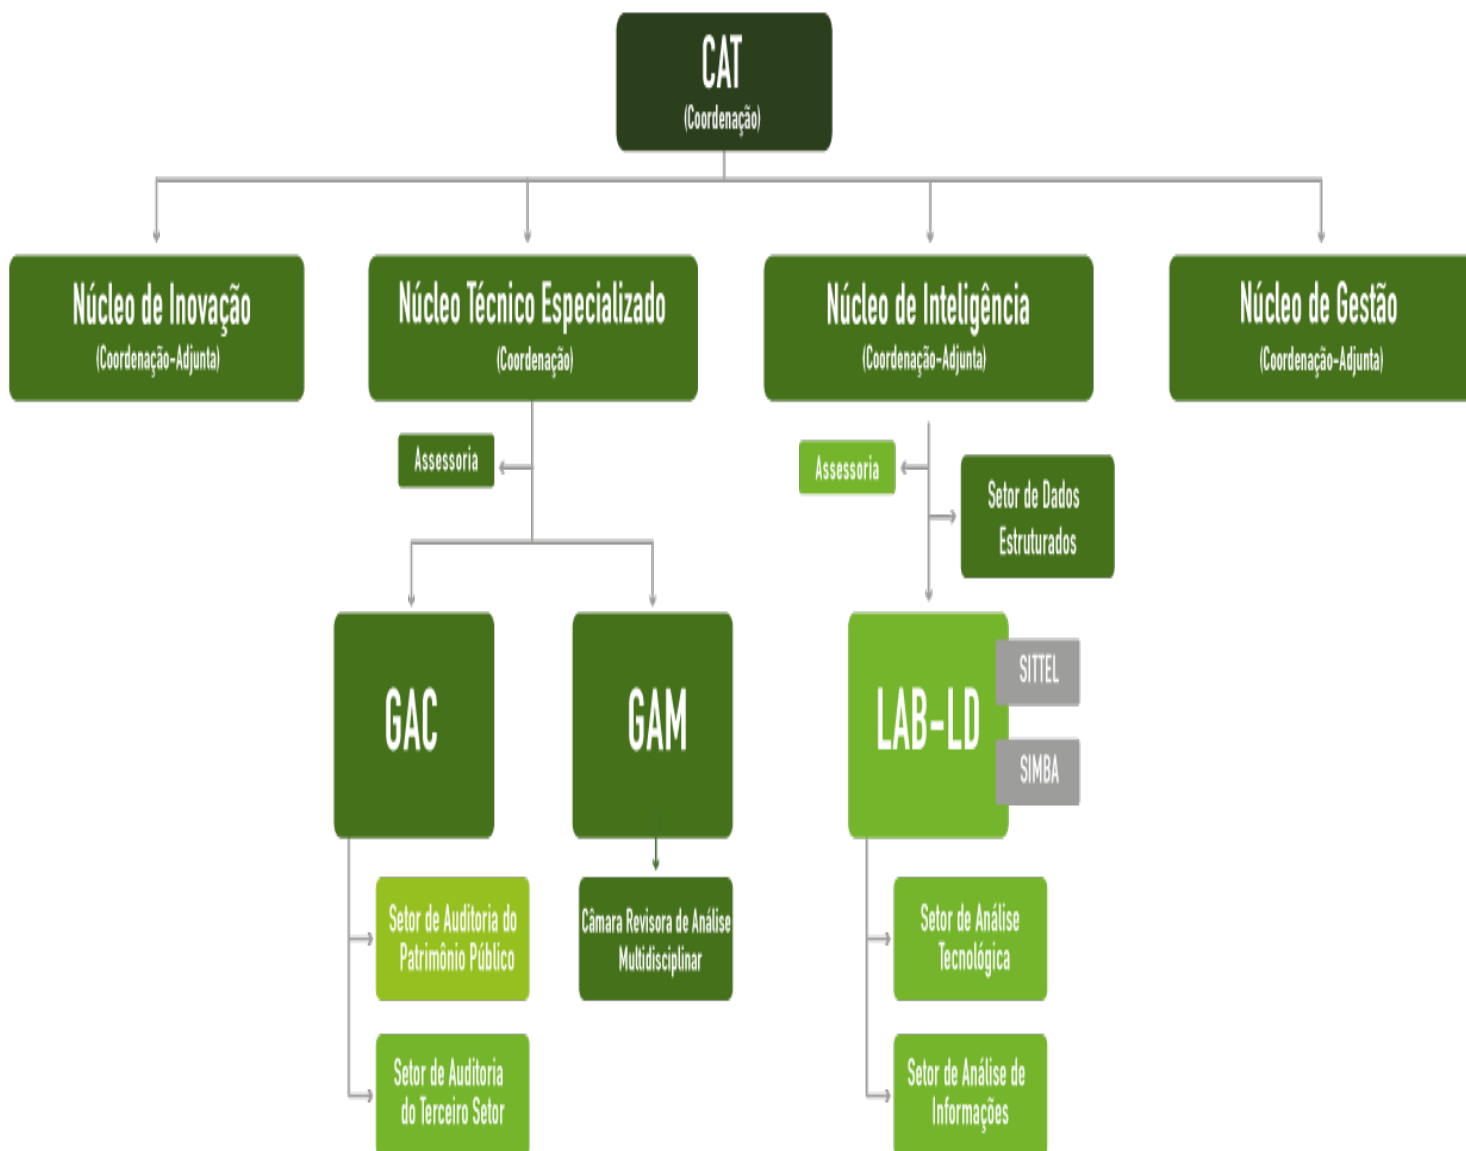 CAT
(Coordenação)
Núcleo de Inovação
(Coordenação-Adjunta)
Núcleo Técnico Especializado
(Coordenação)
Núcleo de Inteligência
(Coordenação-Adjunta)
Núcleo de Gestão
(Coordenação-Adjunta)
Assessoria
Assessoria
Setor de Dados
Estruturados
GAC
GAM
LAB-LD
SITTEL
SIMBA
Setor de Auditoria do
Patrimônio Público
Câmara Revisora de Análise
Multidisciplinar
Setor de Análise
Tecnológica
Setor de Auditoria
do Terceiro Setor
Setor de Análise de
Informações